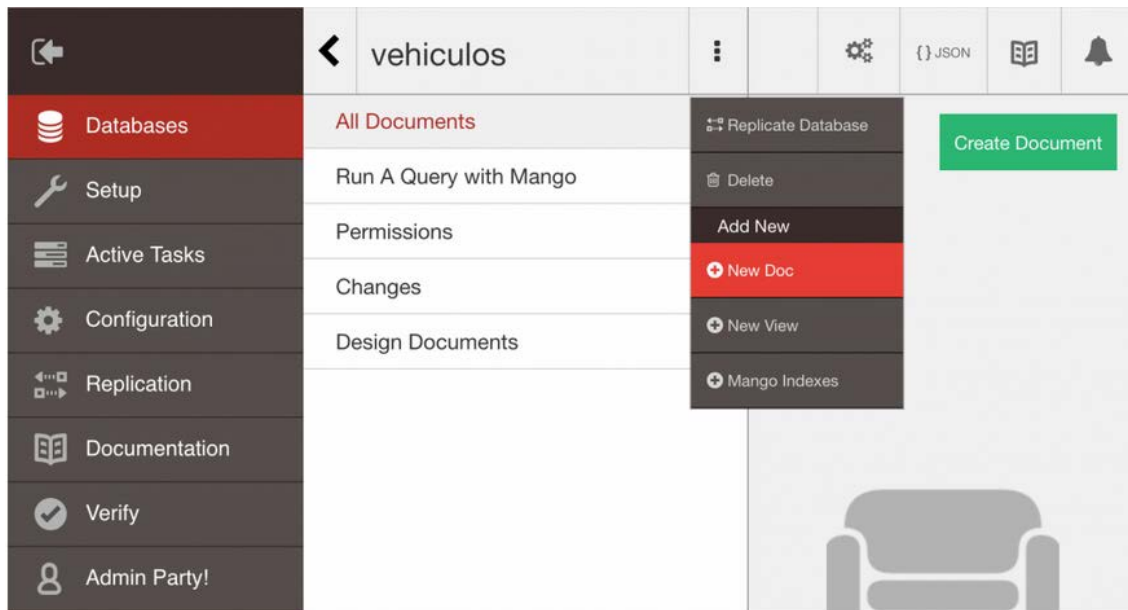 vehiculos
{ } JSON
Databases
Setup
Active Tasks
Configuration
Replication
Documentation
Verify
Admin Party!
All Documents
Run A Query with Mango
Permissions
Changes
Design Documents
Replicate Database
Delete
Add New
New Doc
New View
Mango Indexes
Create Document